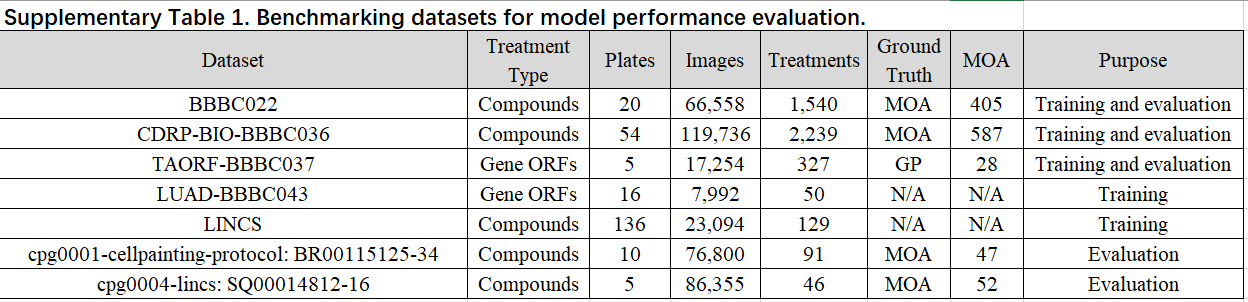 Supplementary Table 1. Benchmarking datasets for model performance evaluation.
Dataset Treatment Type Plates Images Treatments Ground Truth MOA Purpose
BBBC022 Compounds 20 66,558 1,540 MOA 405 Training and evaluation
CDRP-BIO-BBBC036 Compounds 54 119,736 2,239 MOA 587 Training and evaluation
TAORF-BBBC037 Gene ORFs 5 17,254 327 GP 28 Training and evaluation
LUAD-BBBC043 Gene ORFs 16 7,992 50 N/A N/A Training
LINCS Compounds 136 23,094 129 N/A N/A Training
cpg0001-cellpainting-protocol: BR00115125-34 Compounds 10 76,800 91 MOA 47 Evaluation
cpg0004-lincs: SQ00014812-16 Compounds 5 86,355 46 MOA 52 Evaluation